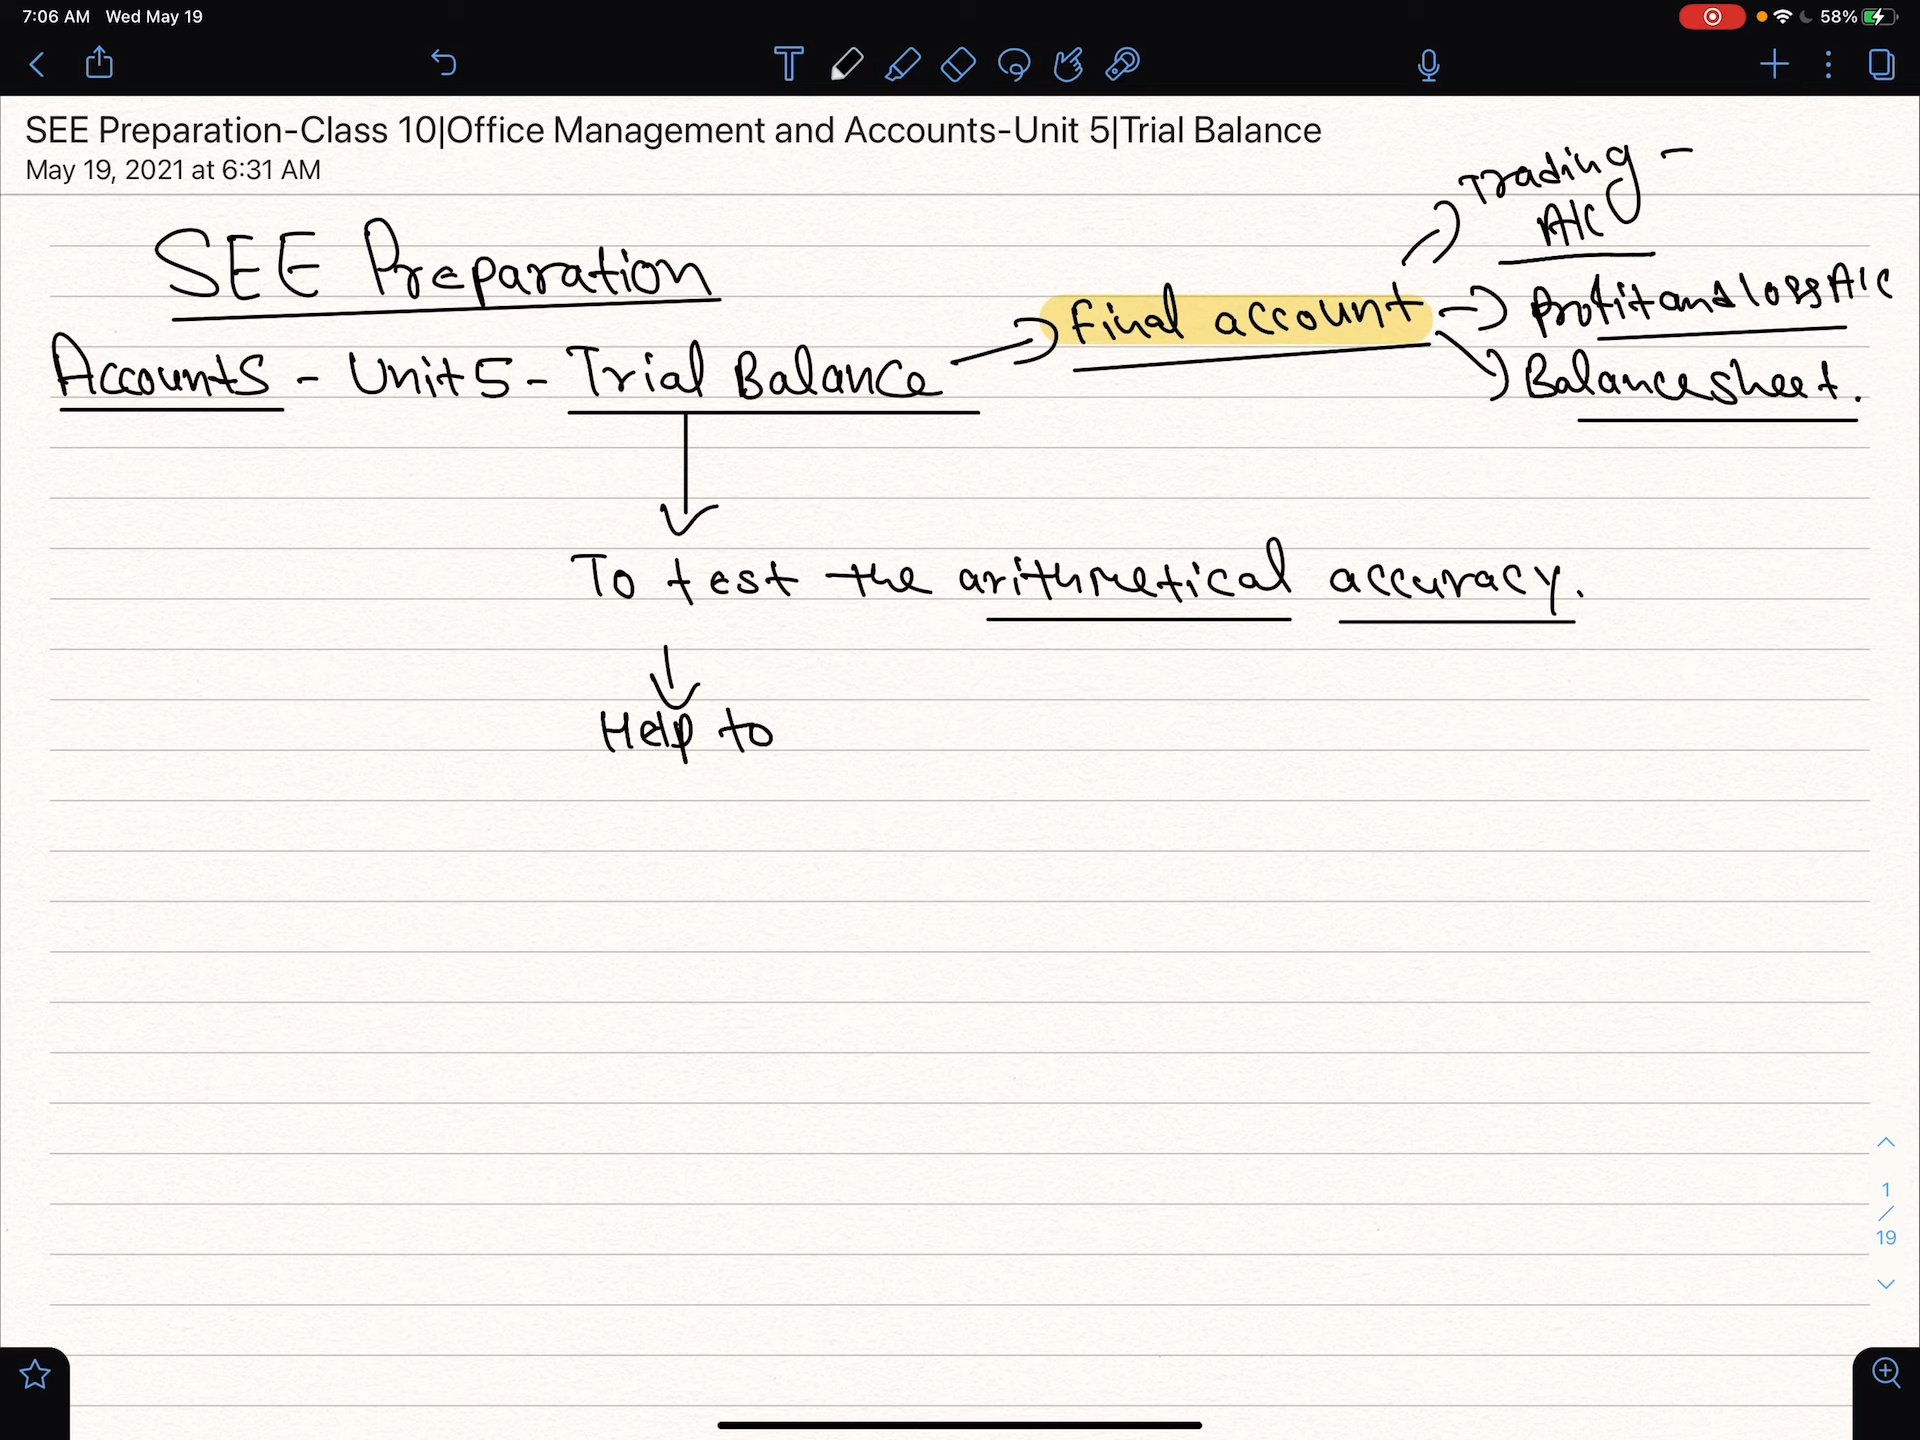 7:06 AM Wed May 19
58%
SEE Preparation-Class 10|Office Management and Accounts-Unit 5|Trial Balance
May 19, 2021 at 6:31 AM
Trading -
A/C
SEE Preparation
Final account
Profit and loss A/C
Accounts - Unit 5 - Trial Balance
Balance sheet.
To test the arithmetical accuracy.
Help to
1
/
19